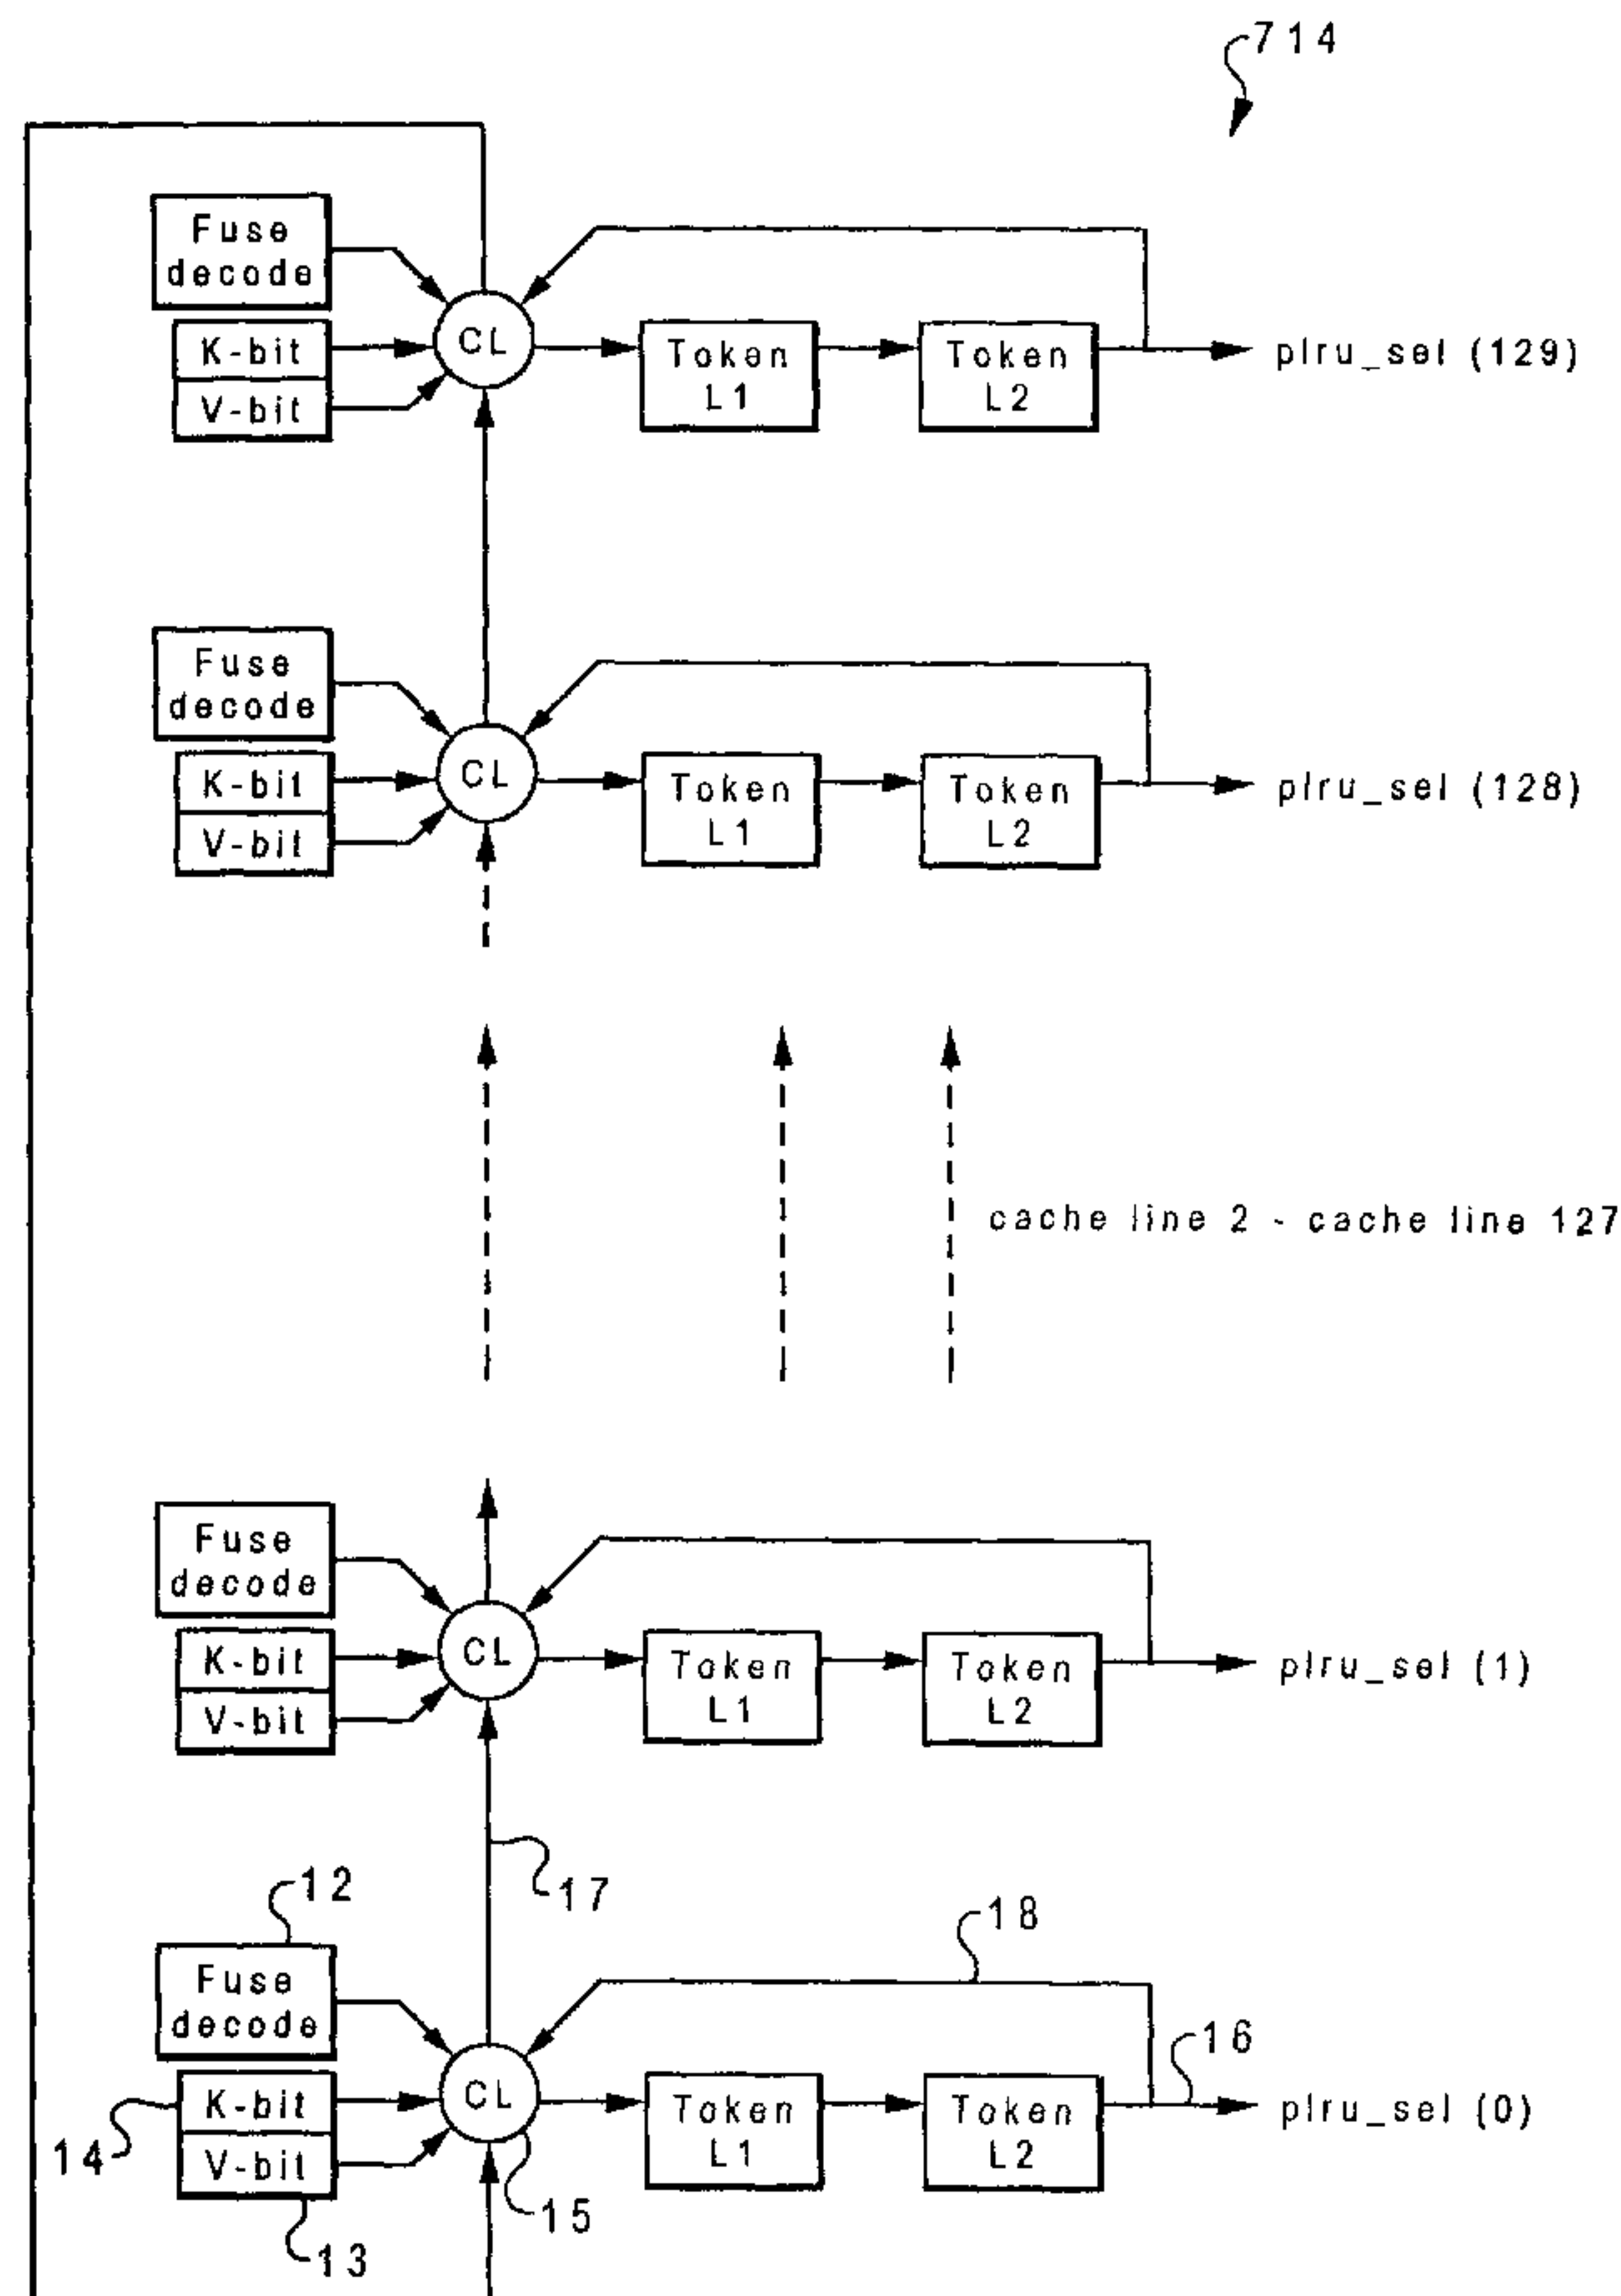 714
Fuse
decode
K-bit
V-bit
CL
Token
L1
Token
L2
plru_sel (129)
Fuse
decode
K-bit
V-bit
CL
Token
L1
Token
L2
plru_sel (128)
cache line 2 - cache line 127
Fuse
decode
K-bit
V-bit
CL
Token
L1
Token
L2
plru_sel (1)
17
12
18
Fuse
decode
16
K-bit
V-bit
CL
Token
L1
Token
L2
plru_sel (0)
14
15
13